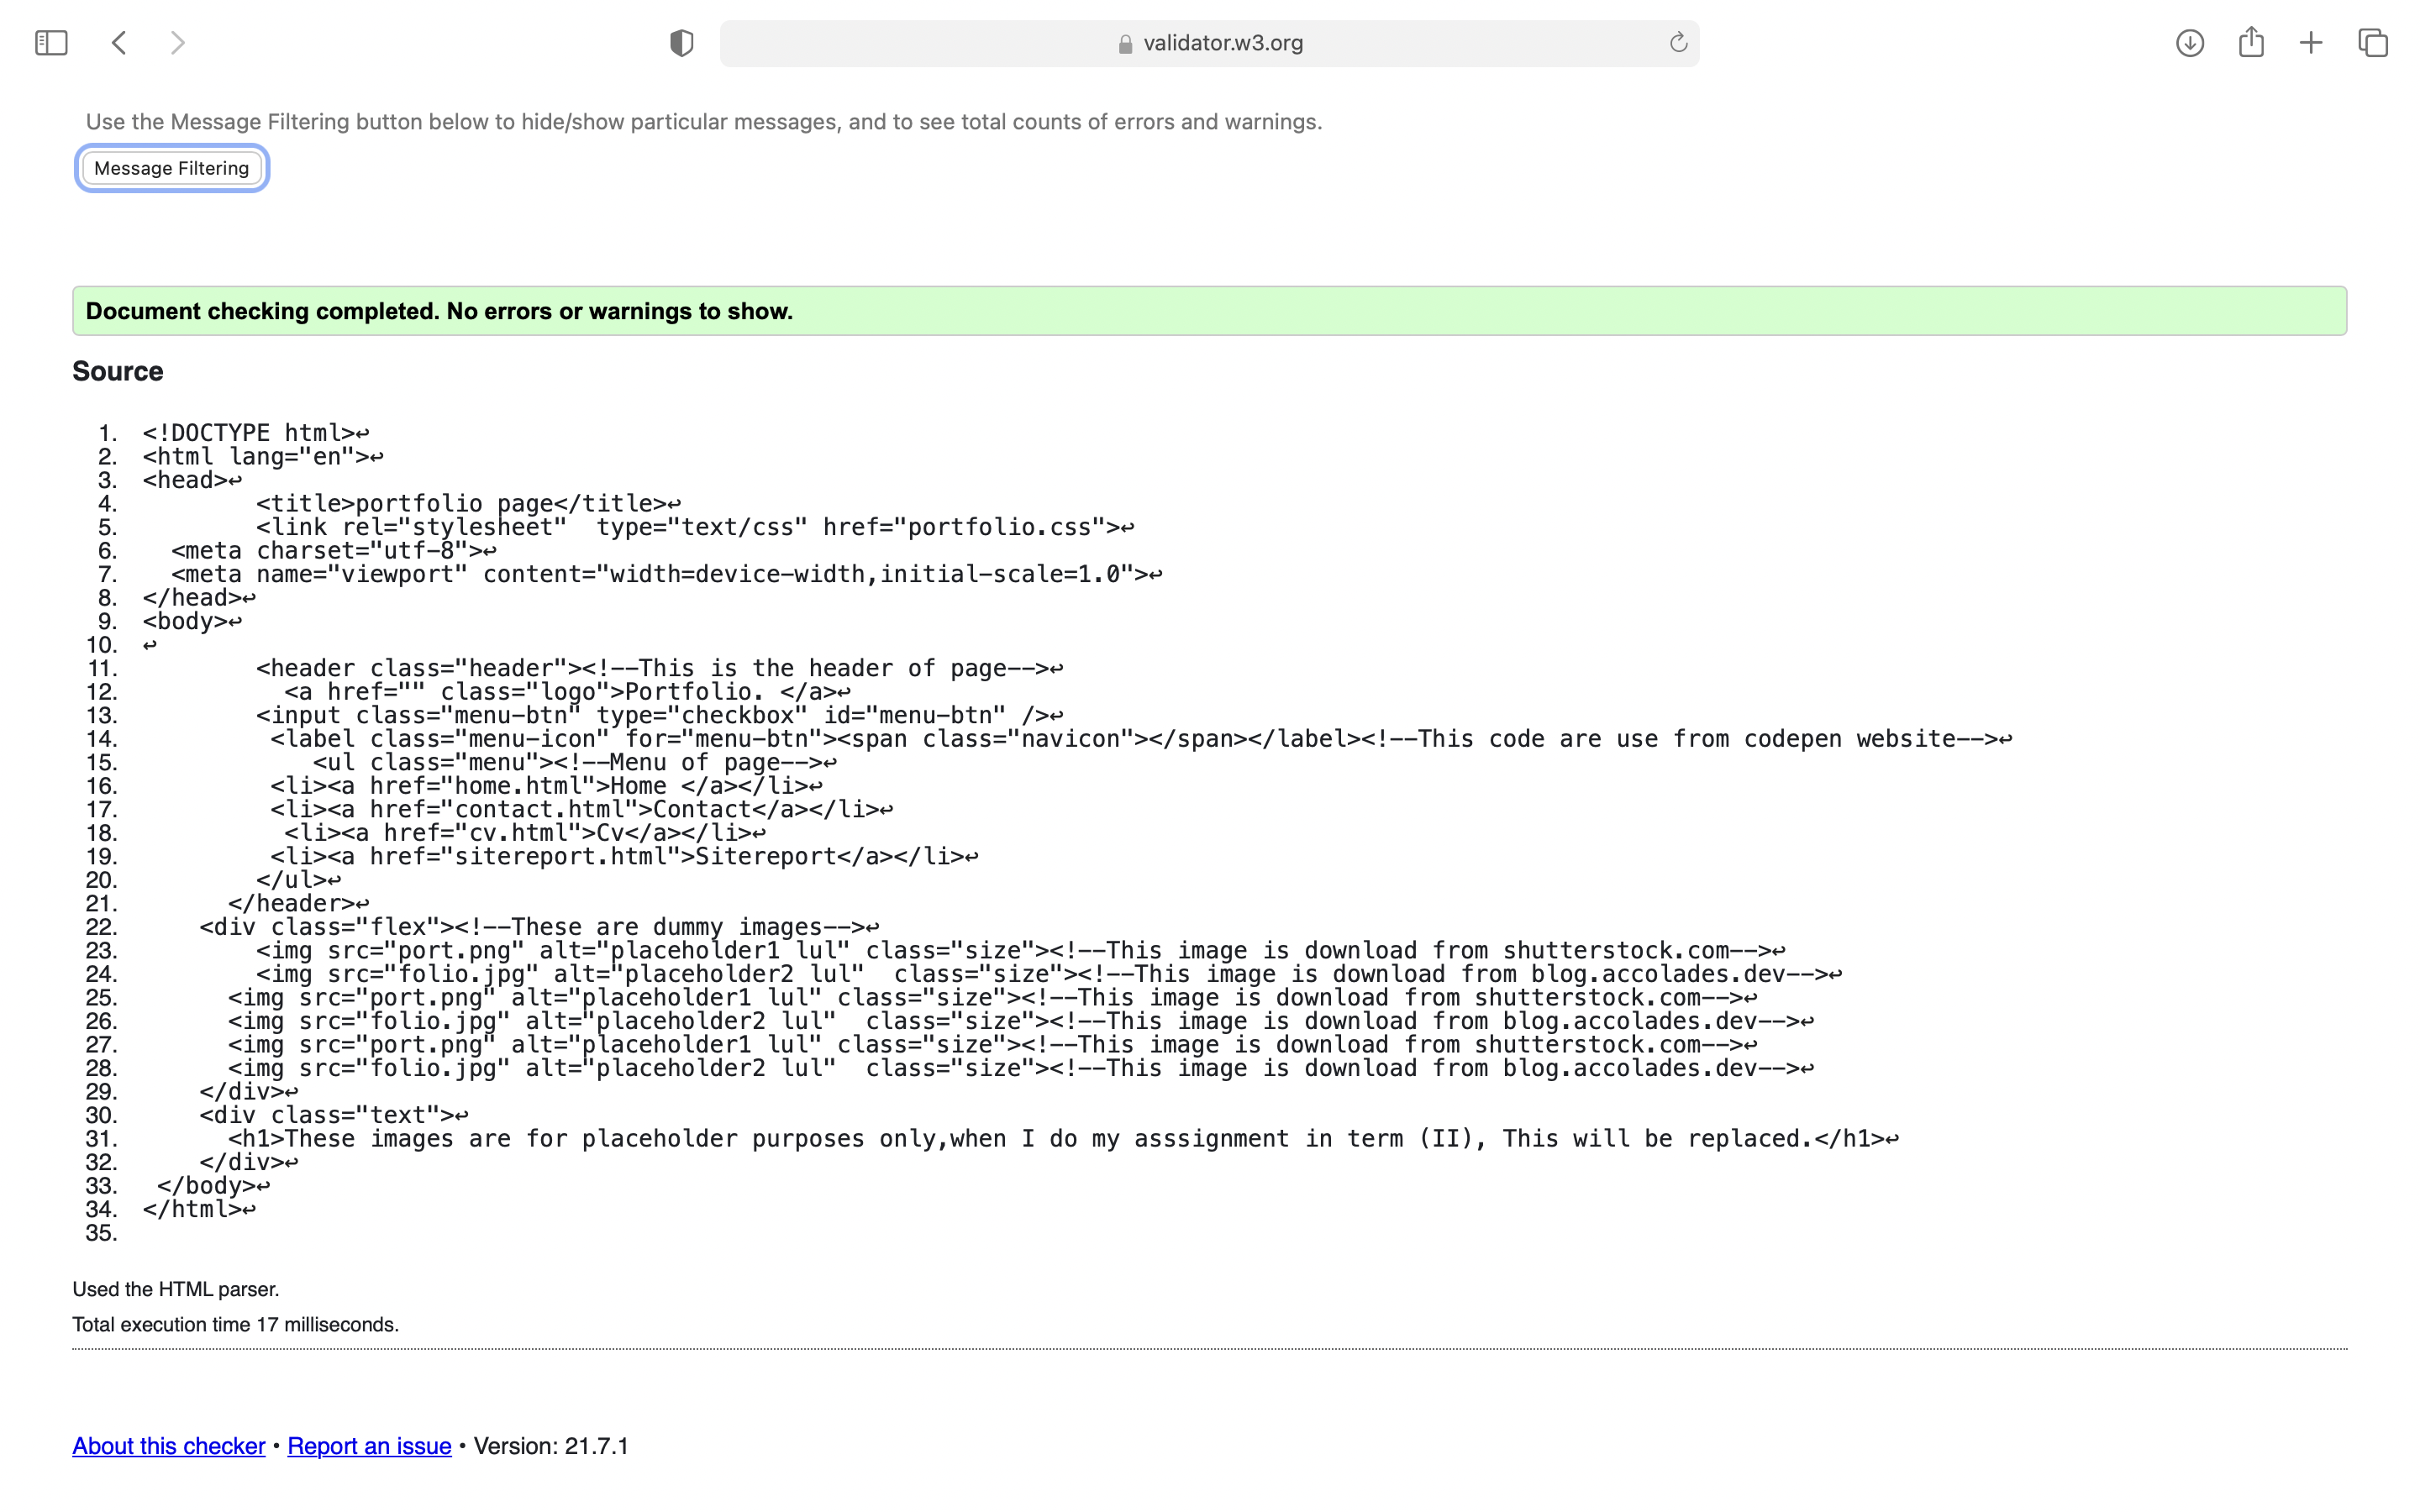 validator.w3.org
Use the Message Filtering button below to hide/show particular messages, and to see total counts of errors and warnings.
Message Filtering
Document checking completed. No errors or warnings to show.
Source
1. <!DOCTYPE html>↩
2. <html lang="en">↩
3. <head>↩
4. <title>portfolio page</title>↩
5. <link rel="stylesheet"  type="text/css" href="portfolio.css">↩
6. <meta charset="utf-8">↩
7. <meta name="viewport" content="width=device-width,initial-scale=1.0">↩
8. </head>↩
9. <body>↩
10. ↩
11. <header class="header"><!--This is the header of page-->↩
12. <a href="" class="logo">Portfolio. </a>↩
13. <input class="menu-btn" type="checkbox" id="menu-btn" />↩
14. <label class="menu-icon" for="menu-btn"><span class="navicon"></span></label><!--This code are use from codepen website-->↩
15. <ul class="menu"><!--Menu of page-->↩
16. <li><a href="home.html">Home </a></li>↩
17. <li><a href="contact.html">Contact</a></li>↩
18. <li><a href="cv.html">Cv</a></li>↩
19. <li><a href="sitereport.html">Sitereport</a></li>↩
20. </ul>↩
21. </header>↩
22. <div class="flex"><!--These are dummy images-->↩
23. <img src="port.png" alt="placeholder1 lul" class="size"><!--This image is download from shutterstock.com-->↩
24. <img src="folio.jpg" alt="placeholder2 lul"  class="size"><!--This image is download from blog.accolades.dev-->↩
25. <img src="port.png" alt="placeholder1 lul" class="size"><!--This image is download from shutterstock.com-->↩
26. <img src="folio.jpg" alt="placeholder2 lul"  class="size"><!--This image is download from blog.accolades.dev-->↩
27. <img src="port.png" alt="placeholder1 lul" class="size"><!--This image is download from shutterstock.com-->↩
28. <img src="folio.jpg" alt="placeholder2 lul"  class="size"><!--This image is download from blog.accolades.dev-->↩
29. </div>↩
30. <div class="text">↩
31. <h1>These images are for placeholder purposes only,when I do my asssignment in term (II), This will be replaced.</h1>↩
32. </div>↩
33. </body>↩
34. </html>↩
35.
Used the HTML parser.
Total execution time 17 milliseconds.
About this checker • Report an issue • Version: 21.7.1